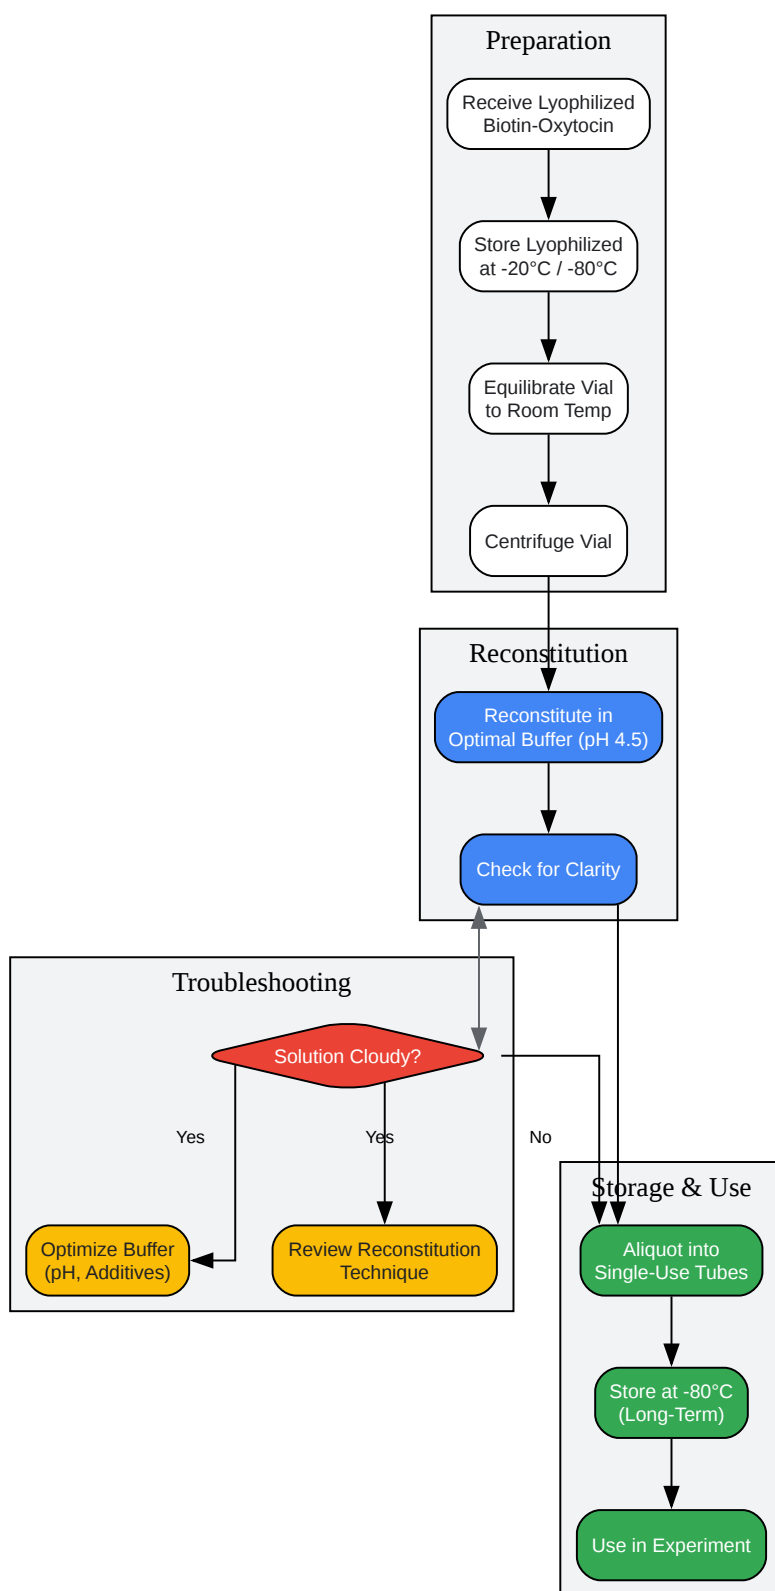 Preparation
Receive Lyophilized
Biotin-Oxytocin
Store Lyophilized
at -20°C / -80°C
Equilibrate Vial
to Room Temp
Centrifuge Vial
Reconstitution
Reconstitute in
Optimal Buffer (pH 4.5)
Check for Clarity
Troubleshooting
Solution Cloudy?
Yes
Yes
No
Optimize Buffer
(pH, Additives)
Review Reconstitution
Technique
Storage & Use
Aliquot into
Single-Use Tubes
Store at -80°C
(Long-Term)
Use in Experiment